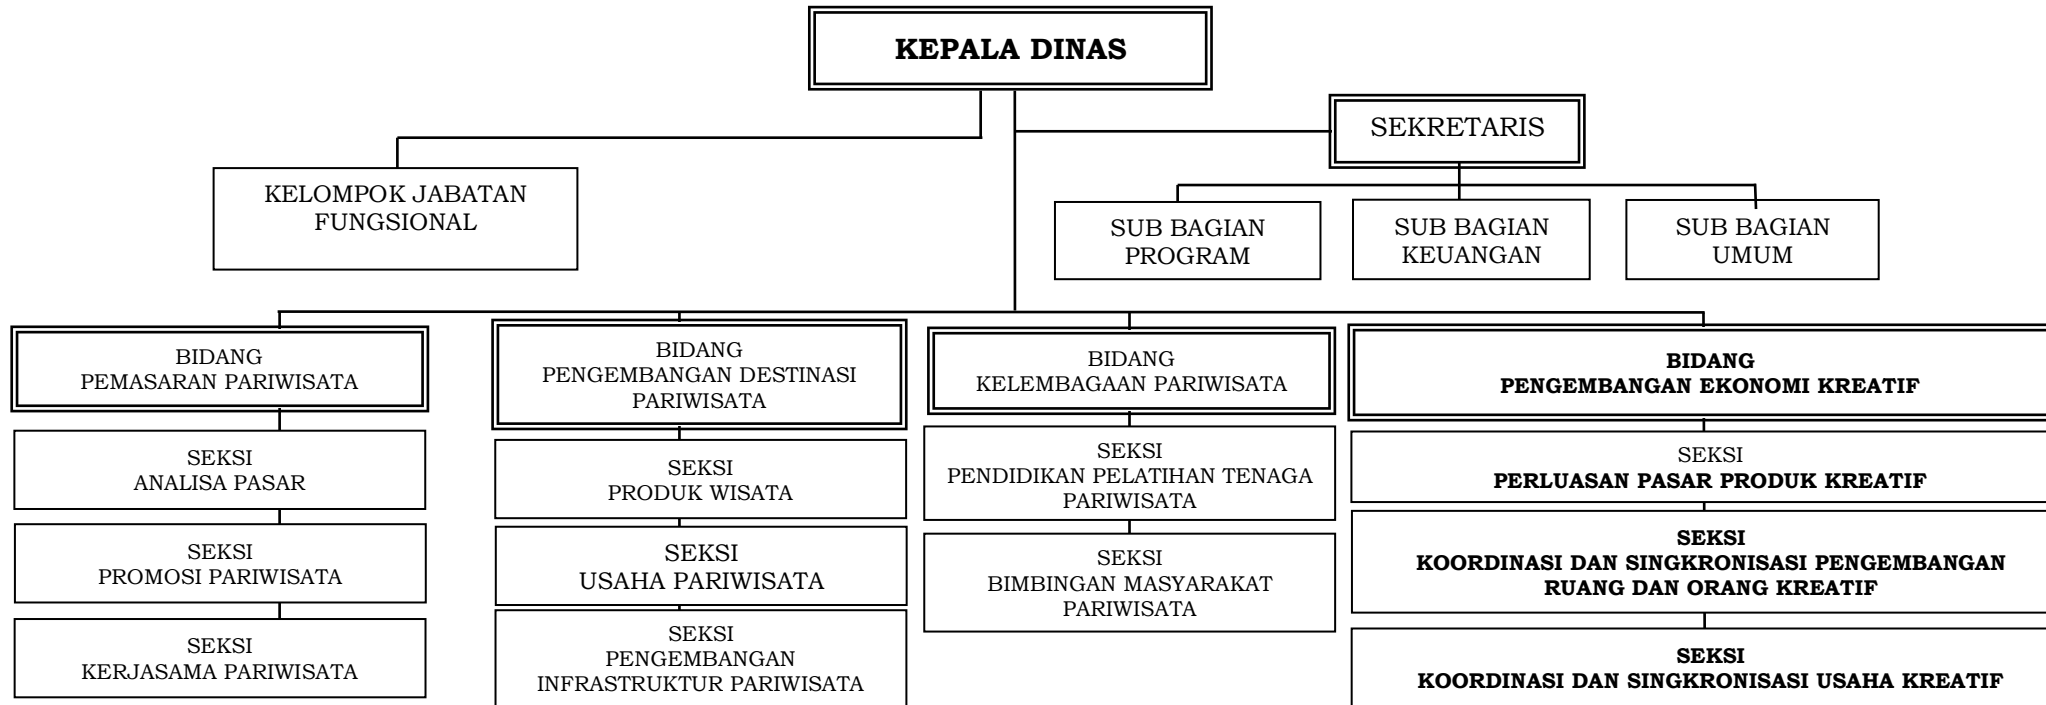 KEPALA DINAS
SEKRETARIS
KELOMPOK JABATAN
FUNGSIONAL
SUB BAGIAN
PROGRAM
SUB BAGIAN
KEUANGAN
SUB BAGIAN
UMUM
BIDANG
PEMASARAN PARIWISATA
SEKSI
ANALISA PASAR
SEKSI
PROMOSI PARIWISATA
SEKSI
KERJASAMA PARIWISATA
BIDANG
PENGEMBANGAN DESTINASI
PARIWISATA
SEKSI
PRODUK WISATA
SEKSI
USAHA PARIWISATA
SEKSI
PENGEMBANGAN
INFRASTRUKTUR PARIWISATA
BIDANG
KELEMBAGAAN PARIWISATA
SEKSI
PENDIDIKAN PELATIHAN TENAGA
PARIWISATA
SEKSI
BIMBINGAN MASYARAKAT
PARIWISATA
BIDANG
PENGEMBANGAN EKONOMI KREATIF
SEKSI
PERLUASAN PASAR PRODUK KREATIF
SEKSI
KOORDINASI DAN SINGKRONISASI PENGEMBANGAN
RUANG DAN ORANG KREATIF
SEKSI
KOORDINASI DAN SINGKRONISASI USAHA KREATIF